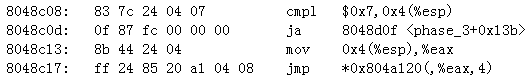 8048c08: 83 7c 24 04 07 cmpl $0x7,0x4(%esp)
8048c0d: 0f 87 fc 00 00 00 ja 8048d0f <phase_3+0x13b>
8048c13: 8b 44 24 04 mov 0x4(%esp),%eax
8048c17: ff 24 85 20 a1 04 08 jmp *0x804a120(,%eax,4)